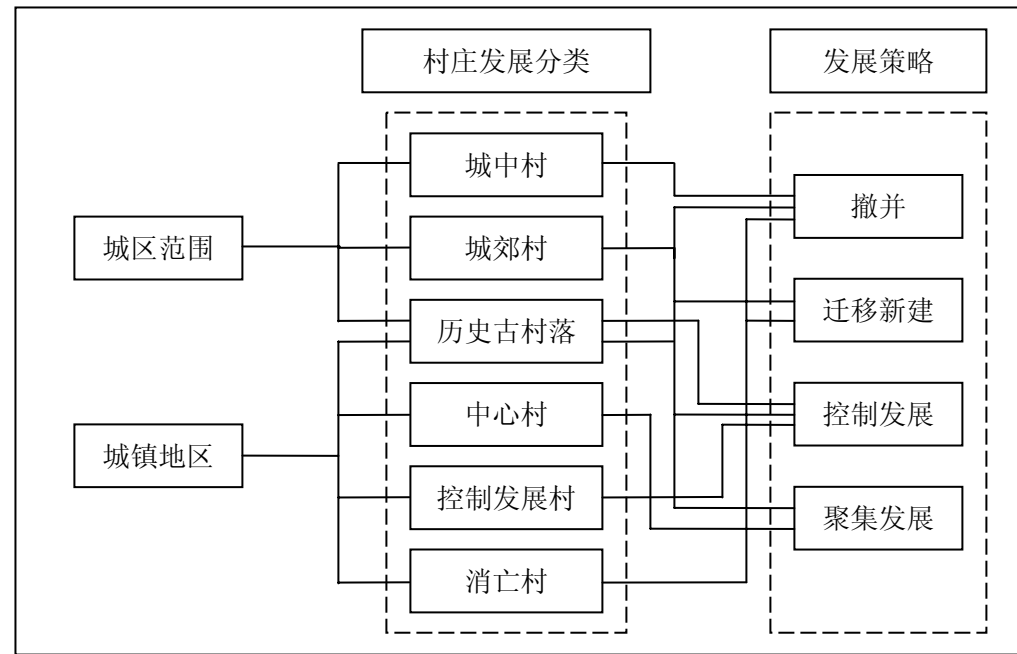 村庄发展分类
发展策略
城区范围
城镇地区
城中村
城郊村
历史古村落
中心村
控制发展村
消亡村
撤并
迁移新建
控制发展
聚集发展